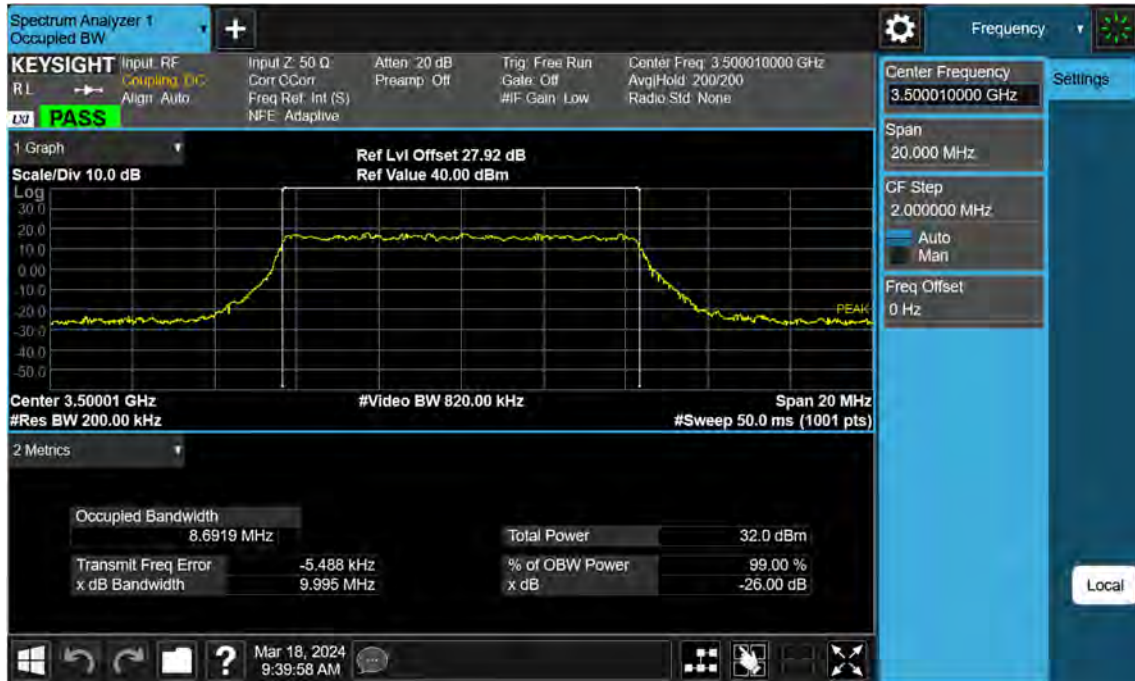 Spectrum Analyzer 1
Occupied BW
+
Frequency
KEYSIGHT
RL
LXI PASS
Input: RF
Coupling: DC
Align: Auto
Input Z: 50 Ω
Corr CCorr
Freq Ref: Int (S)
NFE: Adaptive
Atten: 20 dB
Preamp: Off
Trig: Free Run
Gate: Off
#IF Gain: Low
Center Freq: 3.500010000 GHz
Avg|Hold: 200/200
Radio Std: None
Center Frequency
3.500010000 GHz
Settings
Span
20.000 MHz
CF Step
2.000000 MHz
Auto
Man
Freq Offset
0 Hz
1 Graph
Scale/Div 10.0 dB
Ref Lvl Offset 27.92 dB
Ref Value 40.00 dBm
Log
30.0
20.0
10.0
0.00
-10.0
-20.0
-30.0
-40.0
-50.0
PEAK
Center 3.50001 GHz
#Video BW 820.00 kHz
Span 20 MHz
#Res BW 200.00 kHz
#Sweep 50.0 ms (1001 pts)
2 Metrics
Occupied Bandwidth
8.6919 MHz
Total Power 32.0 dBm
Transmit Freq Error -5.488 kHz
% of OBW Power 99.00 %
x dB Bandwidth 9.995 MHz
x dB -26.00 dB
Local
?
Mar 18, 2024
9:39:58 AM